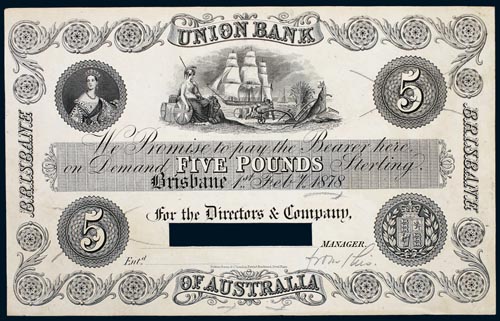 UNION BANK
5
BRISBANE
BRISBANE
We Promise to pay the Bearer here
on Demand FIVE POUNDS Sterling
Brisbane 1st Feby. 1878
For the Directors & Company,
5
MANAGER.
Entd.
OF AUSTRALIA